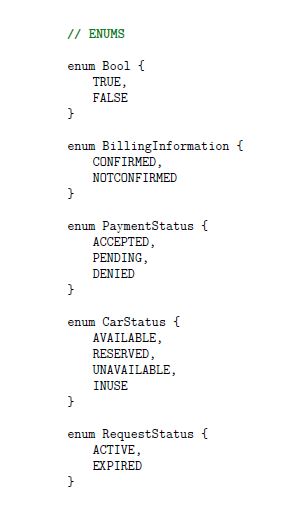 // ENUMS
enum Bool {
TRUE,
FALSE
}
enum BillingInformation {
CONFIRMED,
NOTCONFIRMED
}
enum PaymentStatus {
ACCEPTED,
PENDING,
DENIED
}
enum CarStatus {
AVAILABLE,
RESERVED,
UNAVAILABLE,
INUSE
}
enum RequestStatus {
ACTIVE,
EXPIRED
}